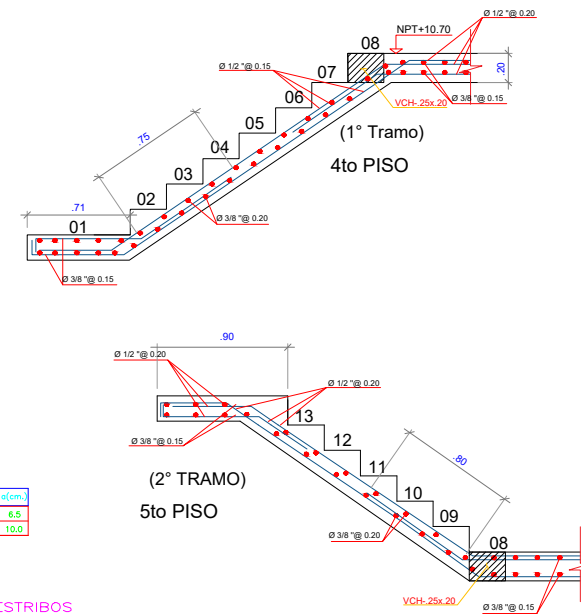 Ø 1/2 "@ 0.20
NPT+10.70
08
Ø 1/2 "@ 0.15
07
.20
06
VCH-.25x.20
Ø 3/8 "@ 0.20
05
(1° Tramo)
.75
04
4to PISO
03
02
.71
01
Ø 3/8 "@ 0.20
Ø 3/8 "@ 0.15
.90
Ø 1/2 "@ 0.20
Ø 1/2 "@ 0.20
13
Ø 3/8 "@ 0.15
12
.80
(2° TRAMO)
11
5to PISO
10
09
e(cm.)
6.5
10.0
Ø 3/8 "@ 0.20
08
VCH-.25x.20
Ø 3/8 "@ 0.15
ESTRIBOS